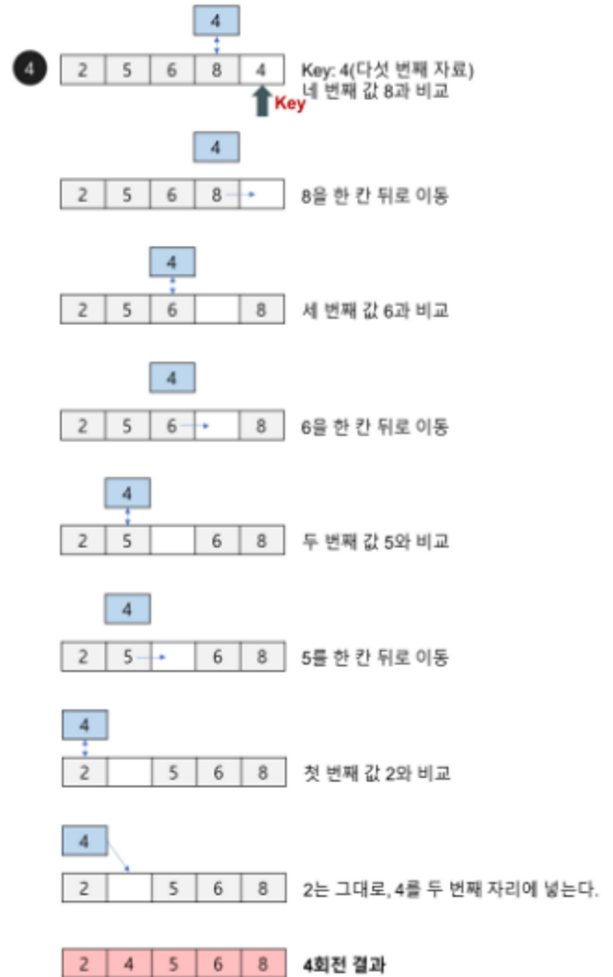 4
4 2 5 6 8 4 Key: 4(다섯 번째 자료)
Key 네 번째 값 8과 비교
4
2 5 6 8 8을 한 칸 뒤로 이동
4
2 5 6 8 세 번째 값 6과 비교
4
2 5 6 8 6을 한 칸 뒤로 이동
4
2 5 6 8 두 번째 값 5와 비교
4
2 5 6 8 5를 한 칸 뒤로 이동
4
2 5 6 8 첫 번째 값 2와 비교
4
2 5 6 8 2는 그대로, 4를 두 번째 자리에 넣는다.
2 4 5 6 8 4회전 결과